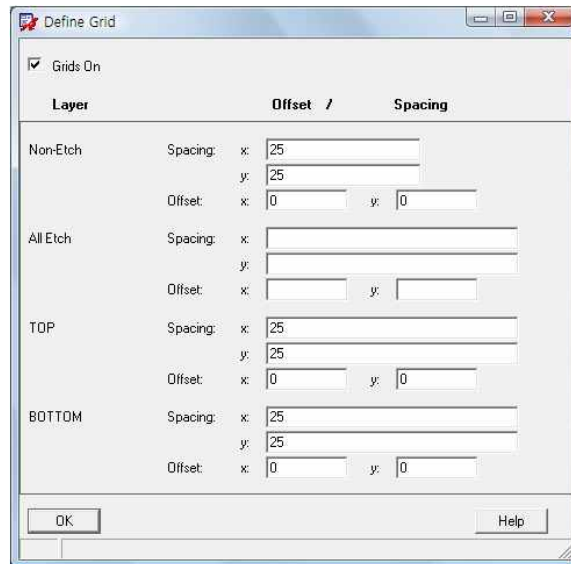 Define Grid
Grids On
Layer Offset / Spacing
Non-Etch Spacing: x: 25
y: 25
Offset: x: 0 y: 0
All Etch Spacing: x:
y:
Offset: x: y:
TOP Spacing: x: 25
y: 25
Offset: x: 0 y: 0
BOTTOM Spacing: x: 25
y: 25
Offset: x: 0 y: 0
OK Help